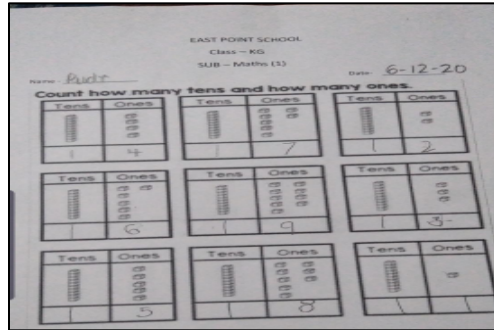 EAST POINT SCHOOL
Class – KG
SUB – Maths (1)
Name: Rudr Date: 6-12-20
Count how many tens and how many ones.
Tens Ones Tens Ones Tens Ones
1 4 1 7 1 2
Tens Ones Tens Ones Tens Ones
1 6 1 9 1 3
Tens Ones Tens Ones Tens Ones
1 5 1 8 1 1